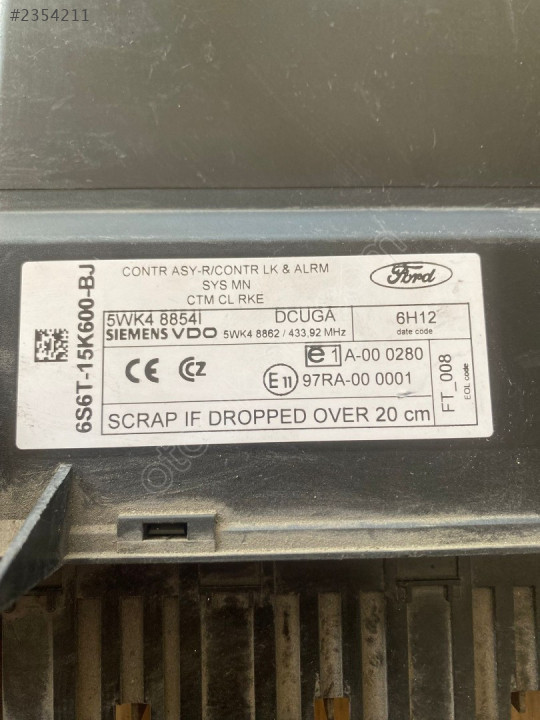 #2354211
CONTR ASY-R/CONTR LK & ALRM
SYS MN
CTM CL RKE
Ford
6S6T-15K600-BJ
5WK4 8854I
DCUGA
6H12
SIEMENS VDO
5WK4 8862 / 433,92 MHz
date code
e 1 A-00 0280
CE
E 11 97RA-00 0001
FT_008
EOL code
SCRAP IF DROPPED OVER 20 cm